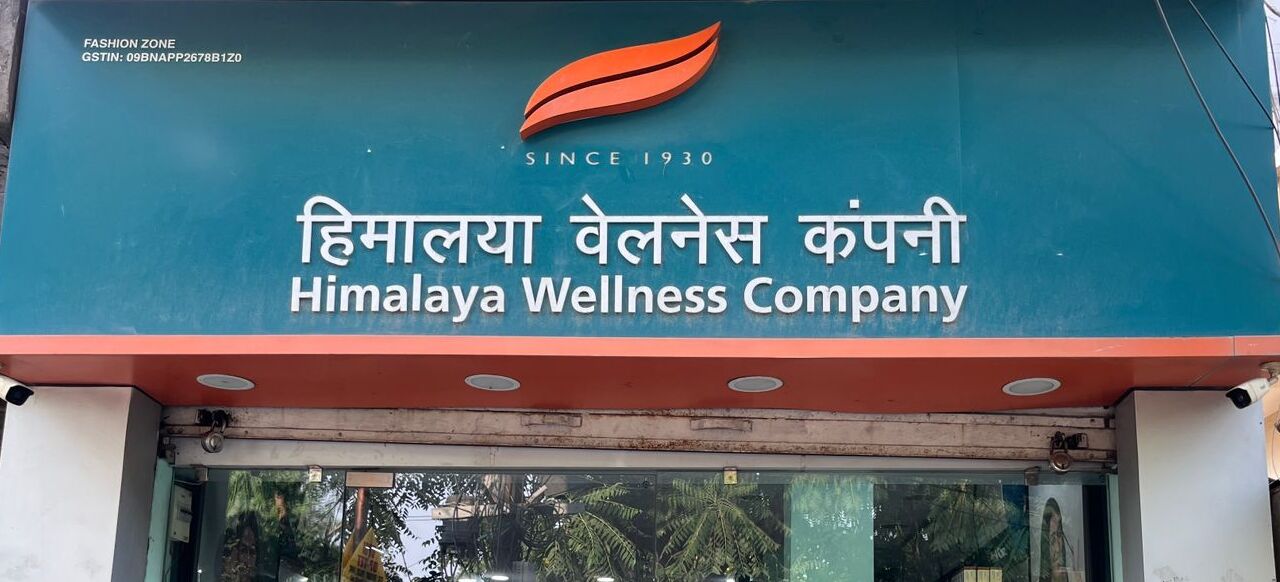 FASHION ZONE
GSTIN: 09BNAPP2678B1Z0
SINCE 1930
हिमालया वेलनेस कंपनी
Himalaya Wellness Company